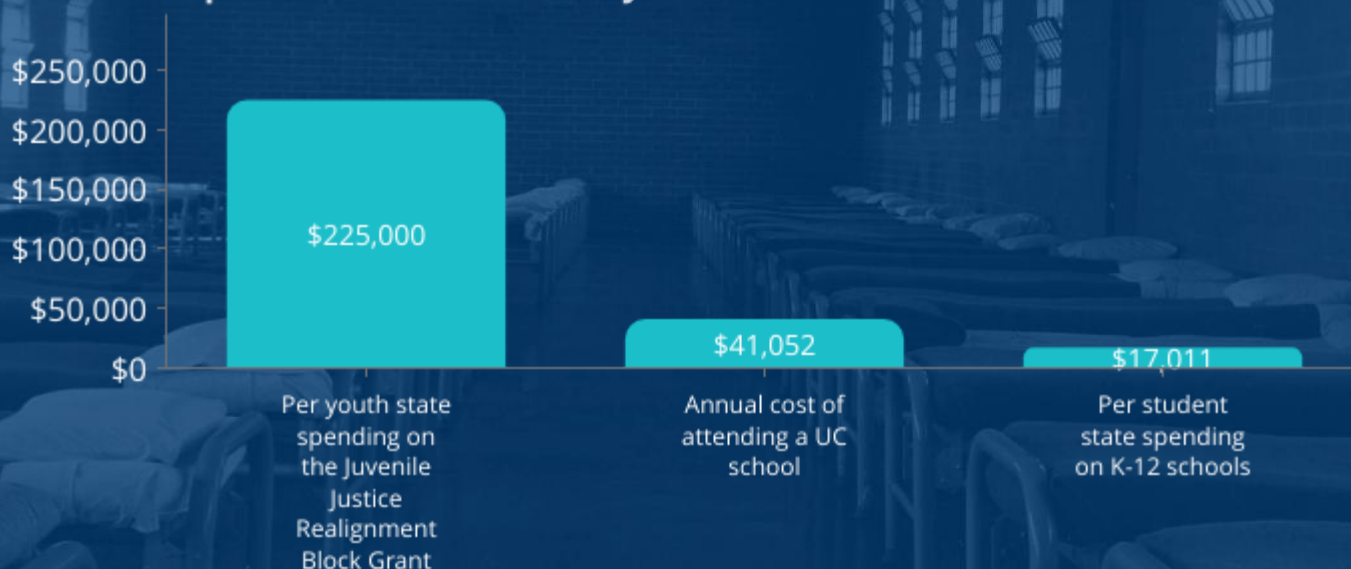 $250,000
$200,000
$150,000
$100,000
$50,000
$0
$225,000
$41,052
$17,011
Per youth state
spending on
the Juvenile
Justice
Realignment
Block Grant
Annual cost of
attending a UC
school
Per student
state spending
on K-12 schools